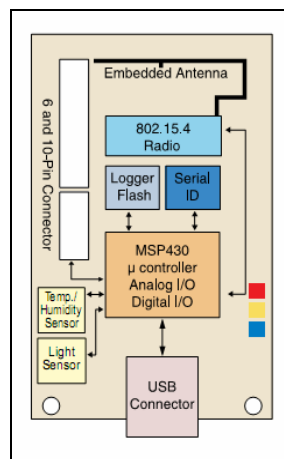 Embedded Antenna
6 and 10-Pin Connector
802.15.4
Radio
Logger
Flash
Serial
ID
MSP430
µ controller
Analog I/O
Digital I/O
Temp./
Humidity
Sensor
Light
Sensor
USB
Connector